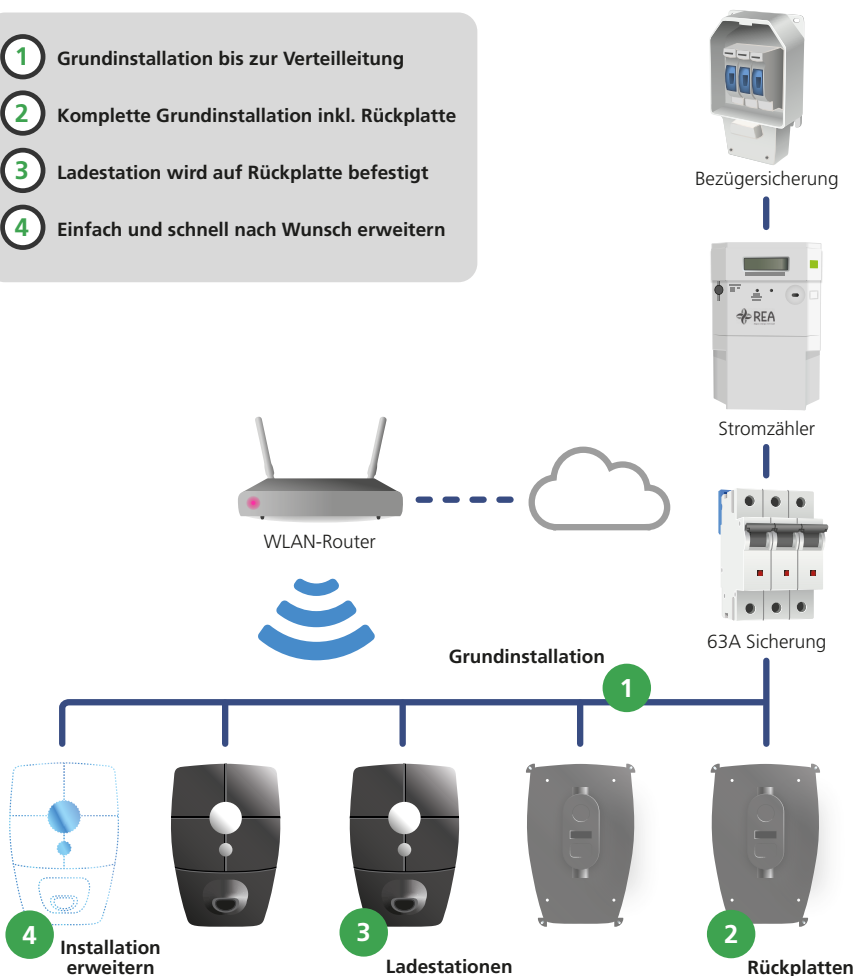 1 Grundinstallation bis zur Verteilleitung
2 Komplette Grundinstallation inkl. Rückplatte
3 Ladestation wird auf Rückplatte befestigt
4 Einfach und schnell nach Wunsch erweitern
Bezügersicherung
REA
Stromzähler
WLAN-Router
63A Sicherung
Grundinstallation
1
4
Installation
erweitern
3
Ladestationen
2
Rückplatten